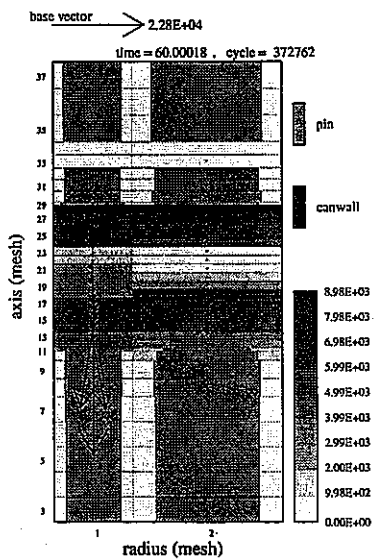 base vector
2.28E+04
time = 60.00018 , cycle = 372762
37
35
33
31
29
27
25
23
21
19
17
15
13
11
9
7
5
3
axis (mesh)
1
2
radius (mesh)
pin
canwall
8.98E+03
7.98E+03
6.98E+03
5.99E+03
4.99E+03
3.99E+03
2.99E+03
2.00E+03
9.98E+02
0.00E+00